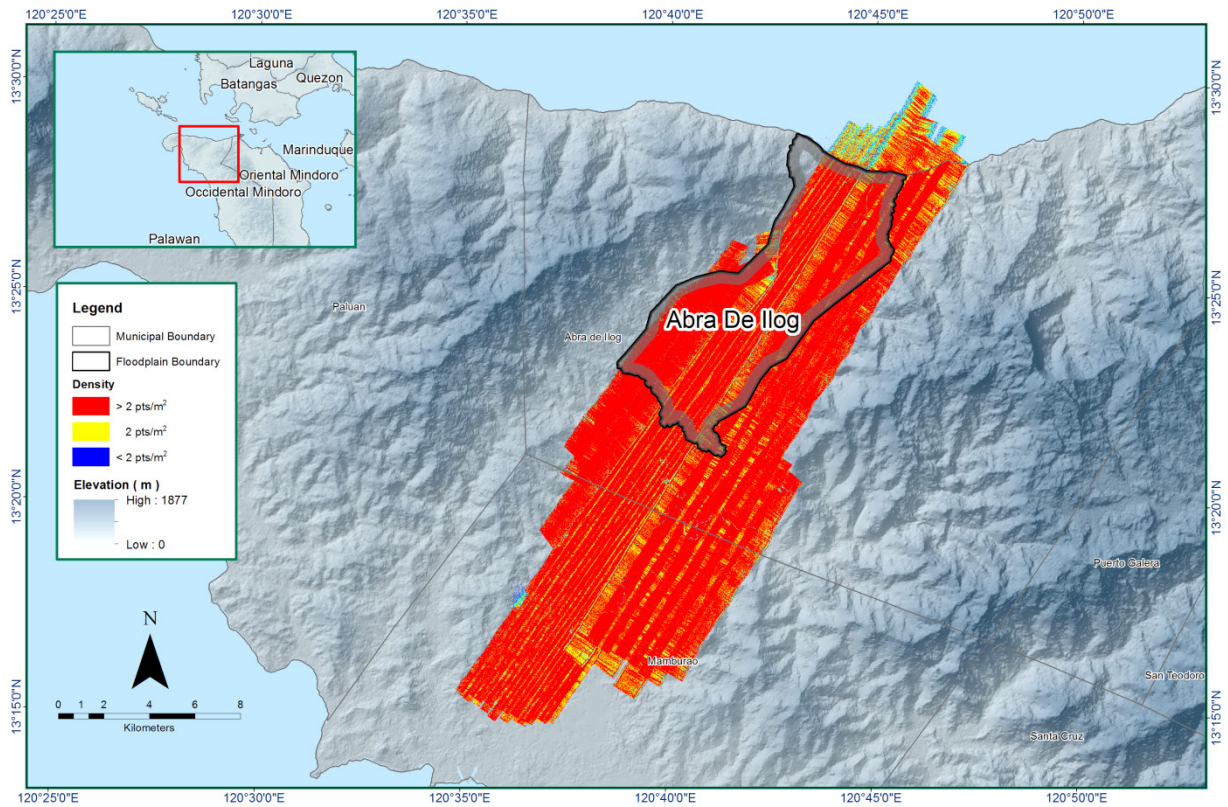 120°25'0"E
120°30'0"E
120°35'0"E
120°40'0"E
120°45'0"E
120°50'0"E
13°30'0"N
13°30'0"N
Laguna
Quezon
Batangas
Marinduque
Oriental Mindoro
Occidental Mindoro
Palawan
13°25'0"N
13°25'0"N
Legend
Municipal Boundary
Floodplain Boundary
Density
> 2 pts/m²
2 pts/m²
< 2 pts/m²
Elevation ( m )
High : 1877
Low : 0
Paluan
Abra de Ilog
Abra De Ilog
13°20'0"N
13°20'0"N
Puerto Galera
N
Mamburao
San Teodoro
Santa Cruz
13°15'0"N
13°15'0"N
0 1 2 4 6 8
Kilometers
120°25'0"E
120°30'0"E
120°35'0"E
120°40'0"E
120°45'0"E
120°50'0"E